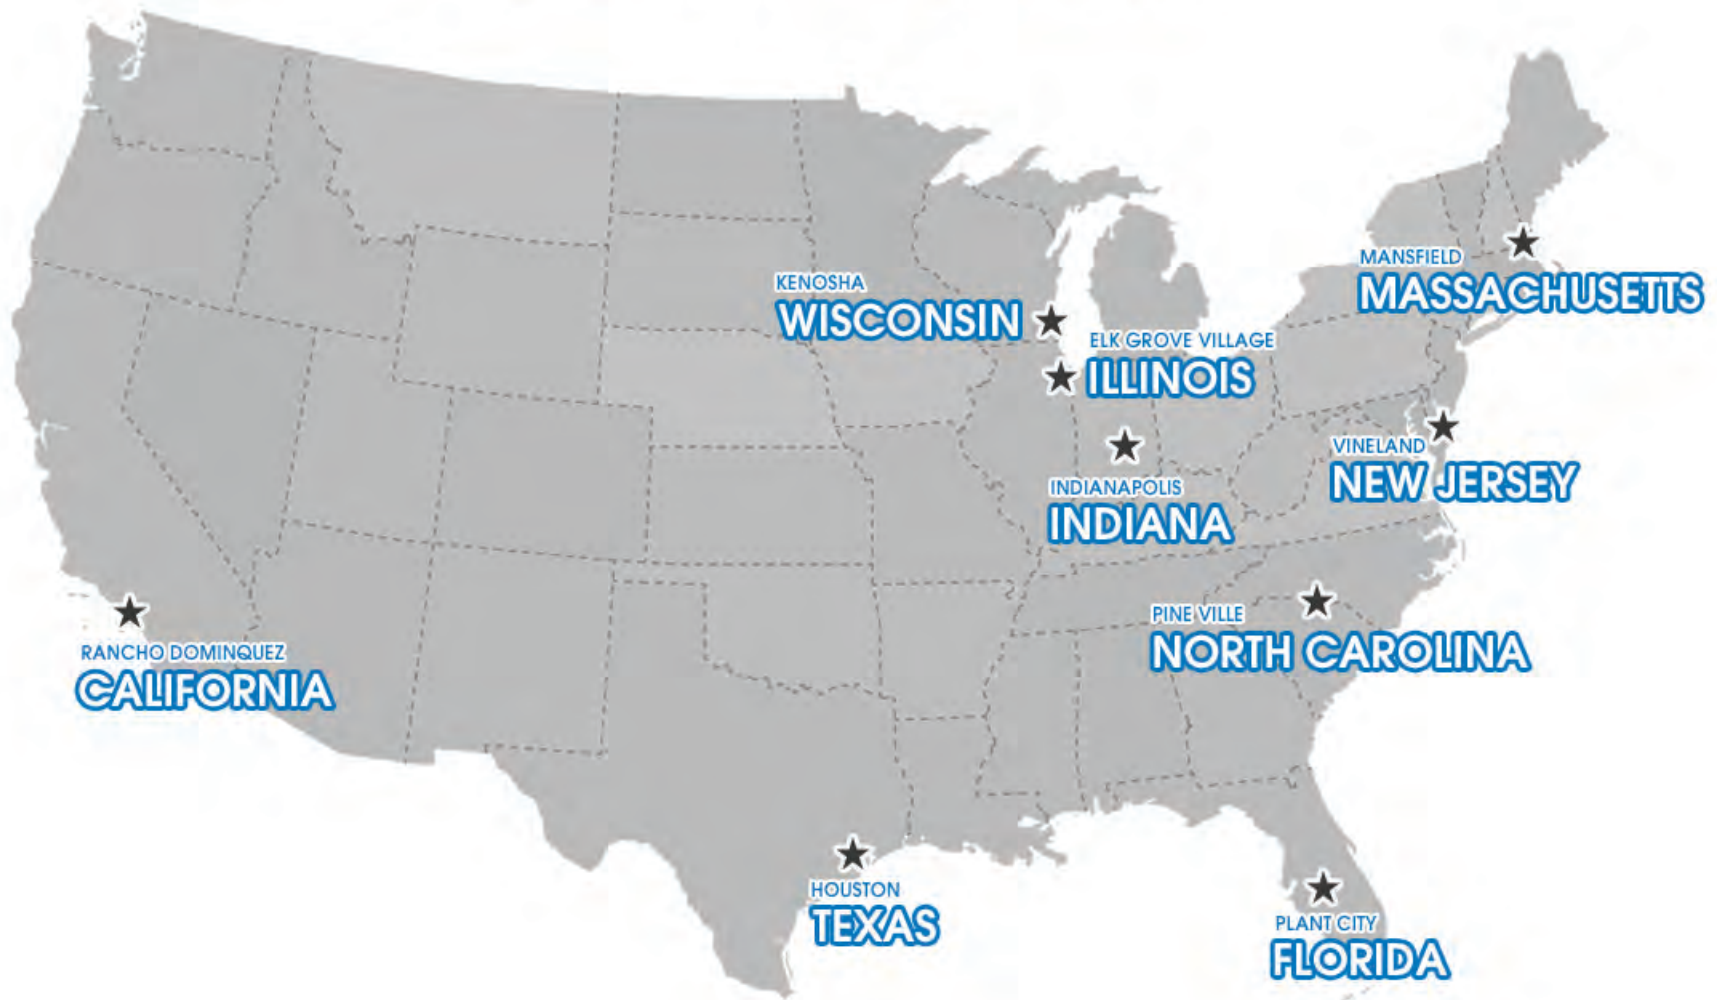 MANSFIELD
MASSACHUSETTS
KENOSHA
WISCONSIN
ELK GROVE VILLAGE
ILLINOIS
VINELAND
NEW JERSEY
INDIANAPOLIS
INDIANA
PINE VILLE
NORTH CAROLINA
RANCHO DOMINQUEZ
CALIFORNIA
HOUSTON
TEXAS
PLANT CITY
FLORIDA